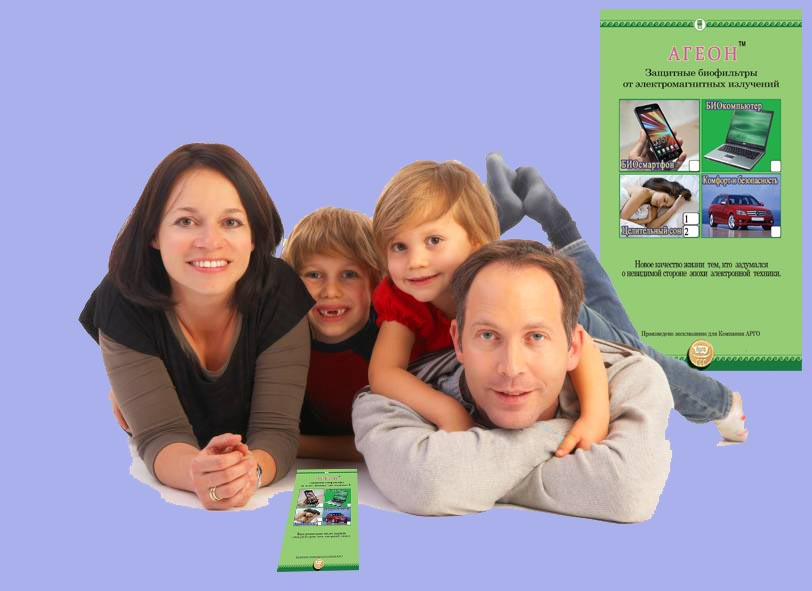 АГЕОН™
Защитные биофильтры
от электромагнитных излучений
БИОсмартфон
БИОкомпьютер
Целительный сон
1
2
Комфорт и безопасность
Новое качество жизни тем, кто задумался
о невидимой стороне эпохи электронной техники.
Произведено эксклюзивно для Компании АРГО
АГЕОН